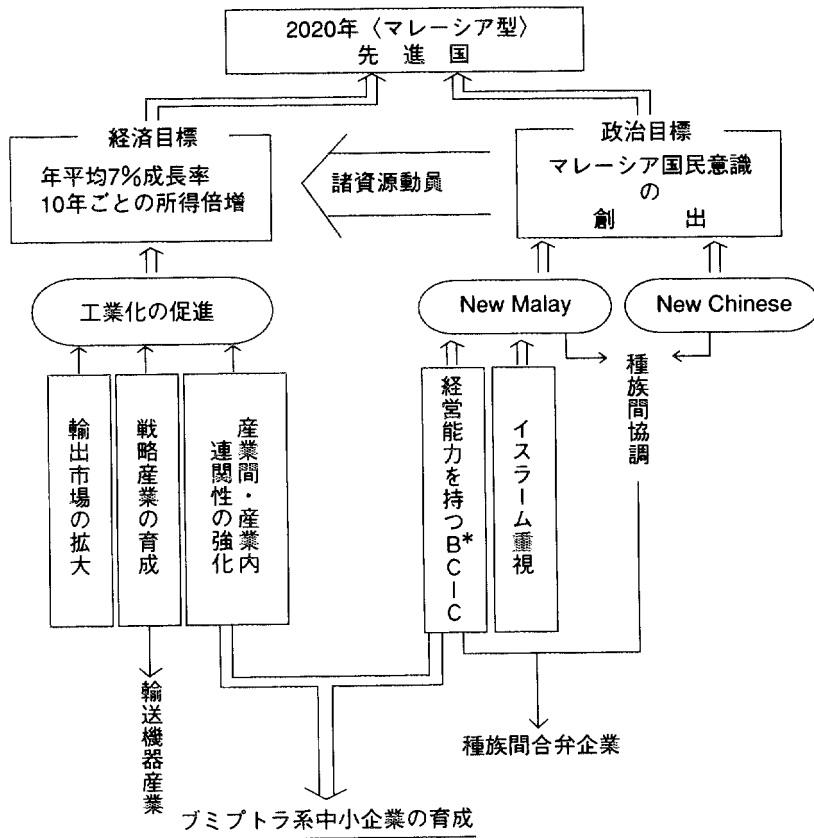 2020年〈マレーシア型〉
先進国
経済目標
年平均7%成長率
10年ごとの所得倍増
諸資源動員
政治目標
マレーシア国民意識
の
創出
工業化の促進
New Malay
New Chinese
輸出市場の拡大
戦略産業の育成
産業間・産業内
連関性の強化
経営能力を持つBCIC*
イスラーム重視
種族間協調
輸送機器産業
種族間合弁企業
ブミプトラ系中小企業の育成